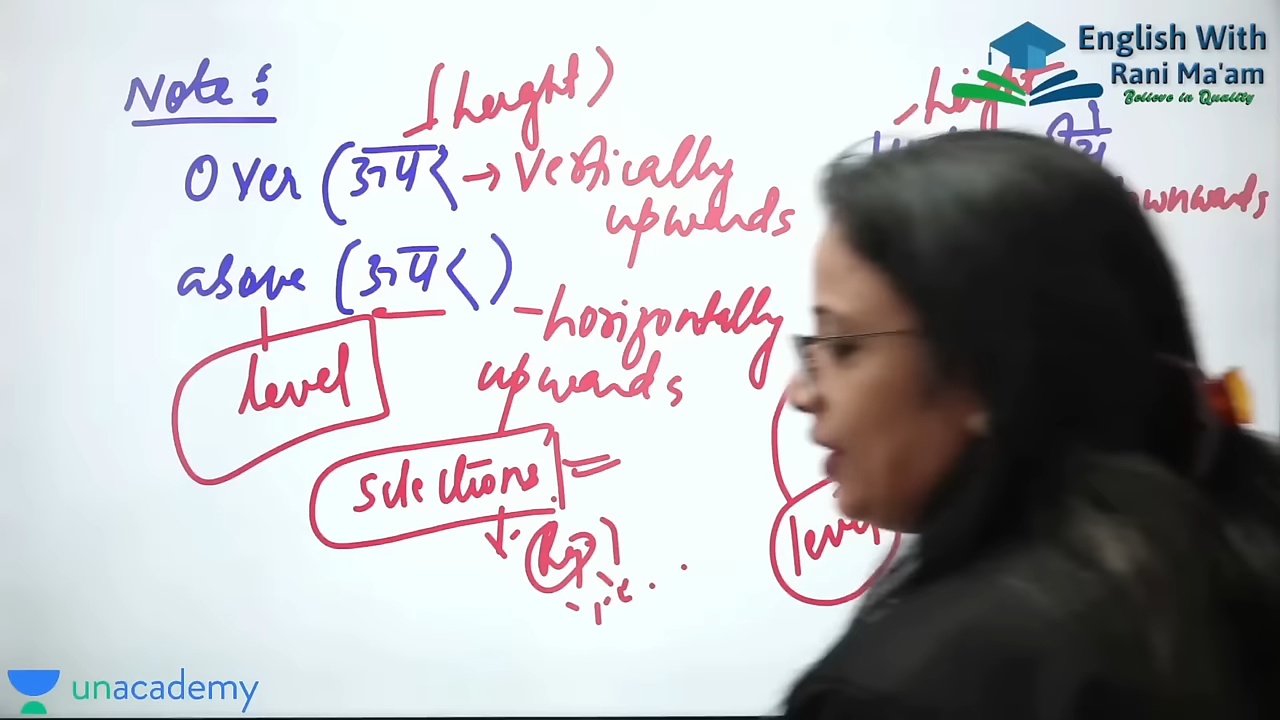 English With
Rani Ma'am
Believe in Quality
Note:
(height)
Over (ऊपर → vertically
upwards
above (ऊपर)
level
- horizontally
upwards
selections
- height
downwards
level
unacademy